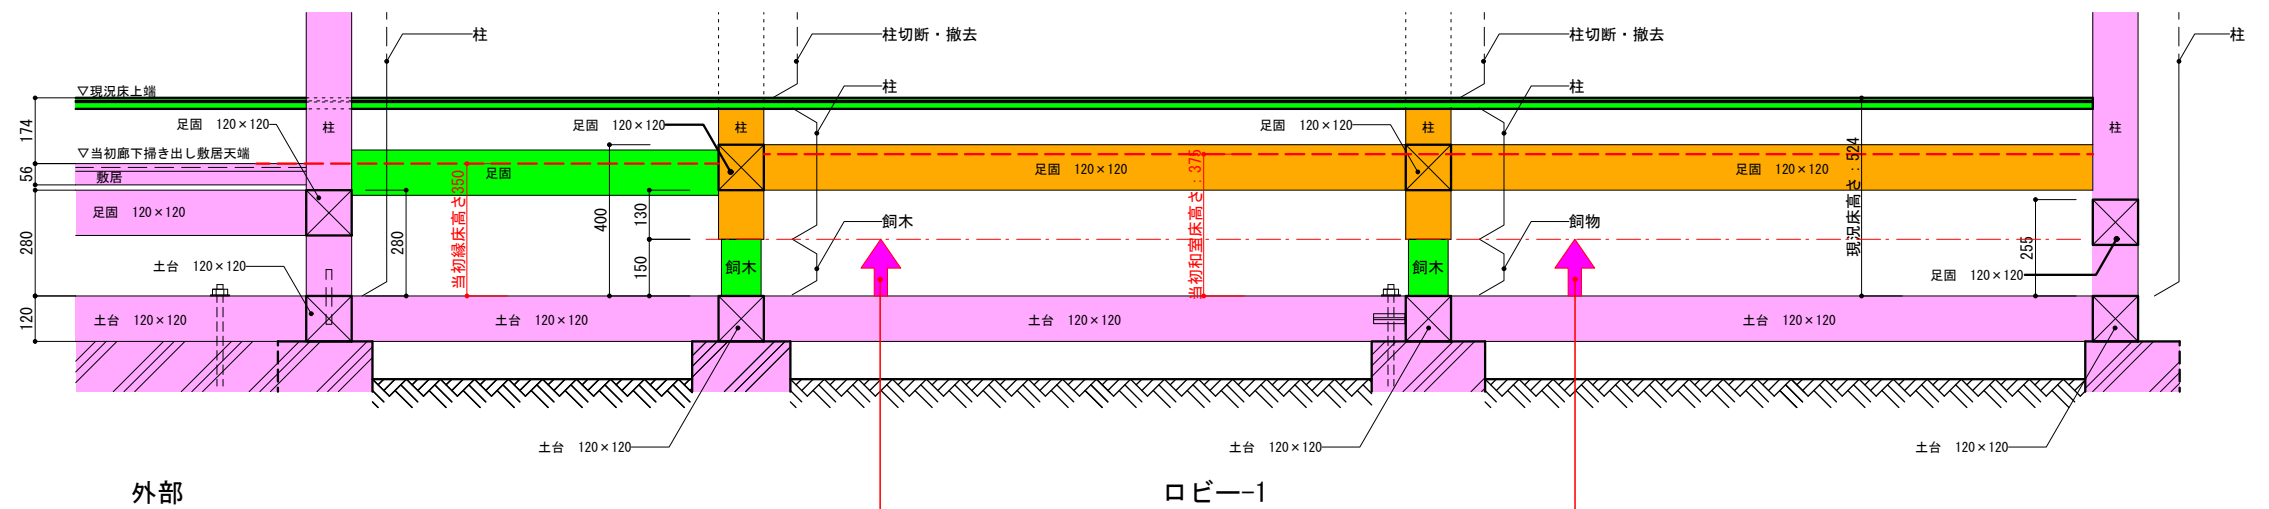 柱
柱切断・撤去
柱切断・撤去
柱
柱
柱
▽現況床上端
足固 120×120
柱
足固 120×120
柱
足固 120×120
柱
柱
174
▽当初廊下掃き出し敷居天端
56
敷居
足固
足固 120×120
足固 120×120
現況床高さ：524
足固 120×120
280
280
当初縁床高さ350
400
130
150
当初和室床高さ：375
飼木
飼物
255
土台 120×120
飼木
飼木
足固 120×120
120
土台 120×120
土台 120×120
土台 120×120
土台 120×120
土台 120×120
土台 120×120
土台 120×120
外部
ロビー-1